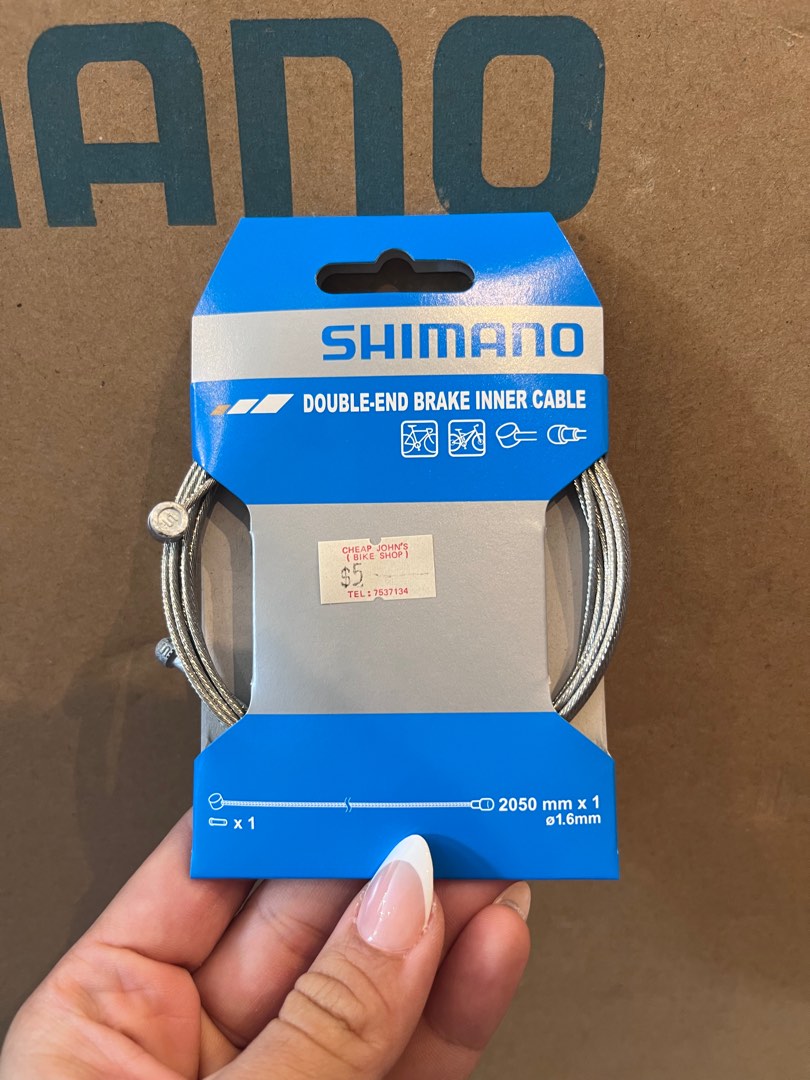 MANO
SHIMANO
DOUBLE-END BRAKE INNER CABLE
S
CHEAP JOHN'S
( BIKE SHOP )
$5
TEL: 7537134
2050 mm x 1
x 1
ø1.6mm